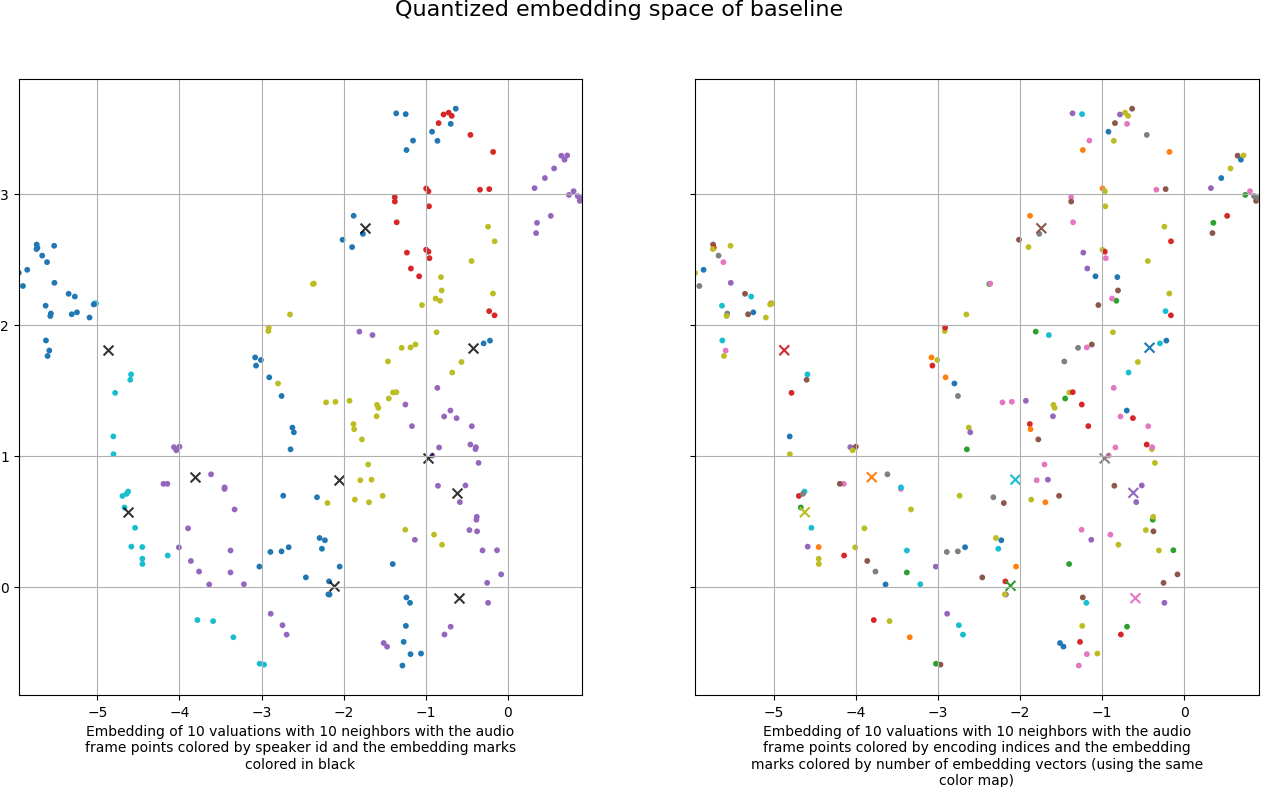 Quantized embedding space of baseline
3
2
1
0
−5 −4 −3 −2 −1 0
Embedding of 10 valuations with 10 neighbors with the audio
frame points colored by speaker id and the embedding marks
colored in black
−5 −4 −3 −2 −1 0
Embedding of 10 valuations with 10 neighbors with the audio
frame points colored by encoding indices and the embedding
marks colored by number of embedding vectors (using the same
color map)